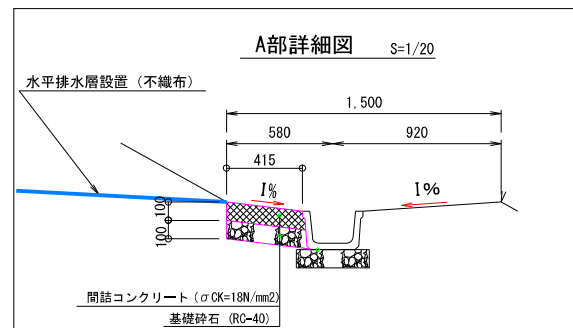 A部詳細図 S=1/20
水平排水層設置（不織布）
1,500
580 920
415
I% I%
100
100
間詰コンクリート（σCK=18N/mm2）
基礎砕石（RC-40）